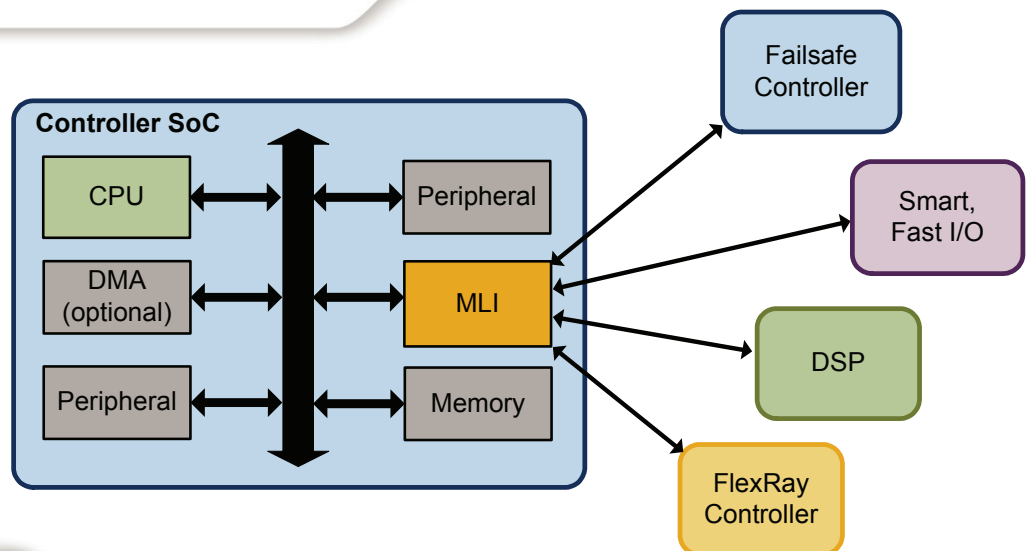 Controller SoC
CPU
Peripheral
DMA
(optional)
MLI
Peripheral
Memory
Failsafe
Controller
Smart,
Fast I/O
DSP
FlexRay
Controller